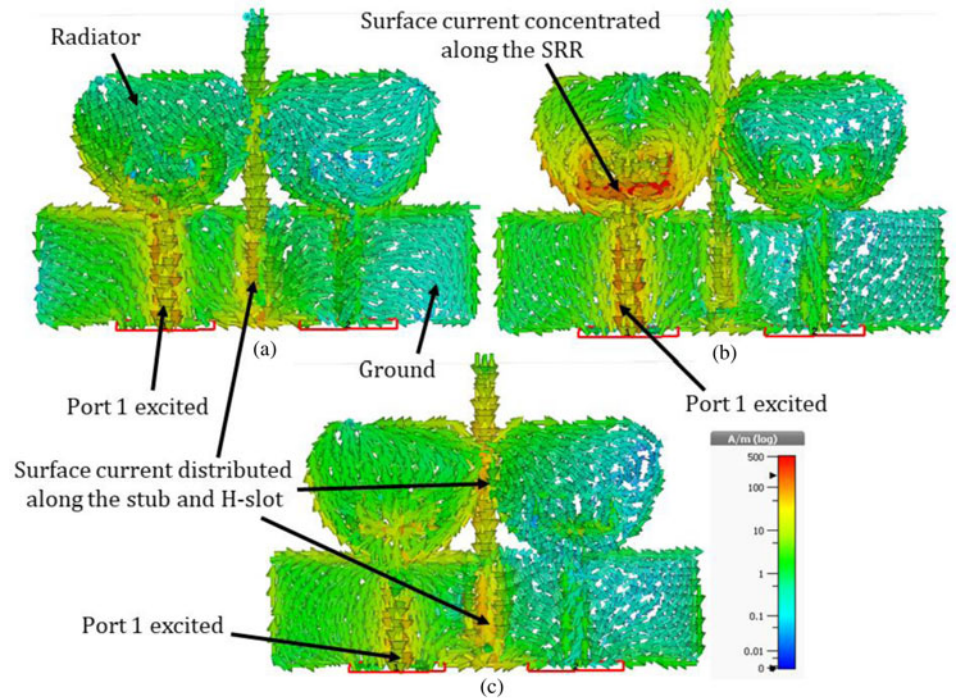 Radiator
Surface current concentrated
along the SRR
(a)
(b)
Port 1 excited
Ground
Port 1 excited
Surface current distributed
along the stub and H-slot
Port 1 excited
(c)
A/m (log)
500
100
10
1
0.1
0.01
0